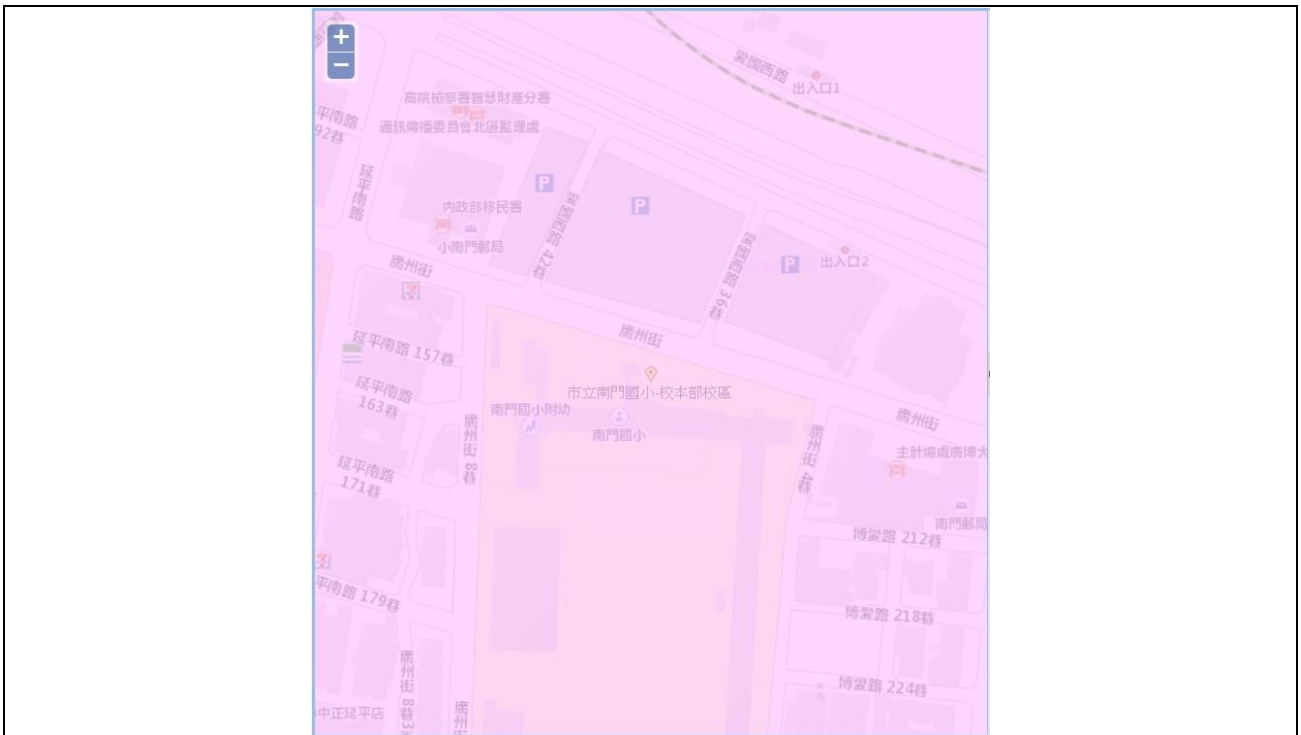 +
−
愛國西路
出入口1
高院檢察署智慧財產分署
平南路
92巷
通訊傳播委員會北區監理處
延平南路
P
P
內政部移民署
愛國西路 42巷
愛國西路 36巷
小南門郵局
P
出入口2
廣州街
7
廣州街
延平南路 157巷
市立南門國小-校本部校區
延平南路
163巷
南門國小附幼
南門國小
廣州街
廣州街 8巷
廣州街 4巷
主計總處廣博大
延平南路
171巷
南門郵局
博愛路 212巷
平南路 179巷
博愛路 218巷
廣州街 8巷3
博愛路 224巷
中正延平店
廣州